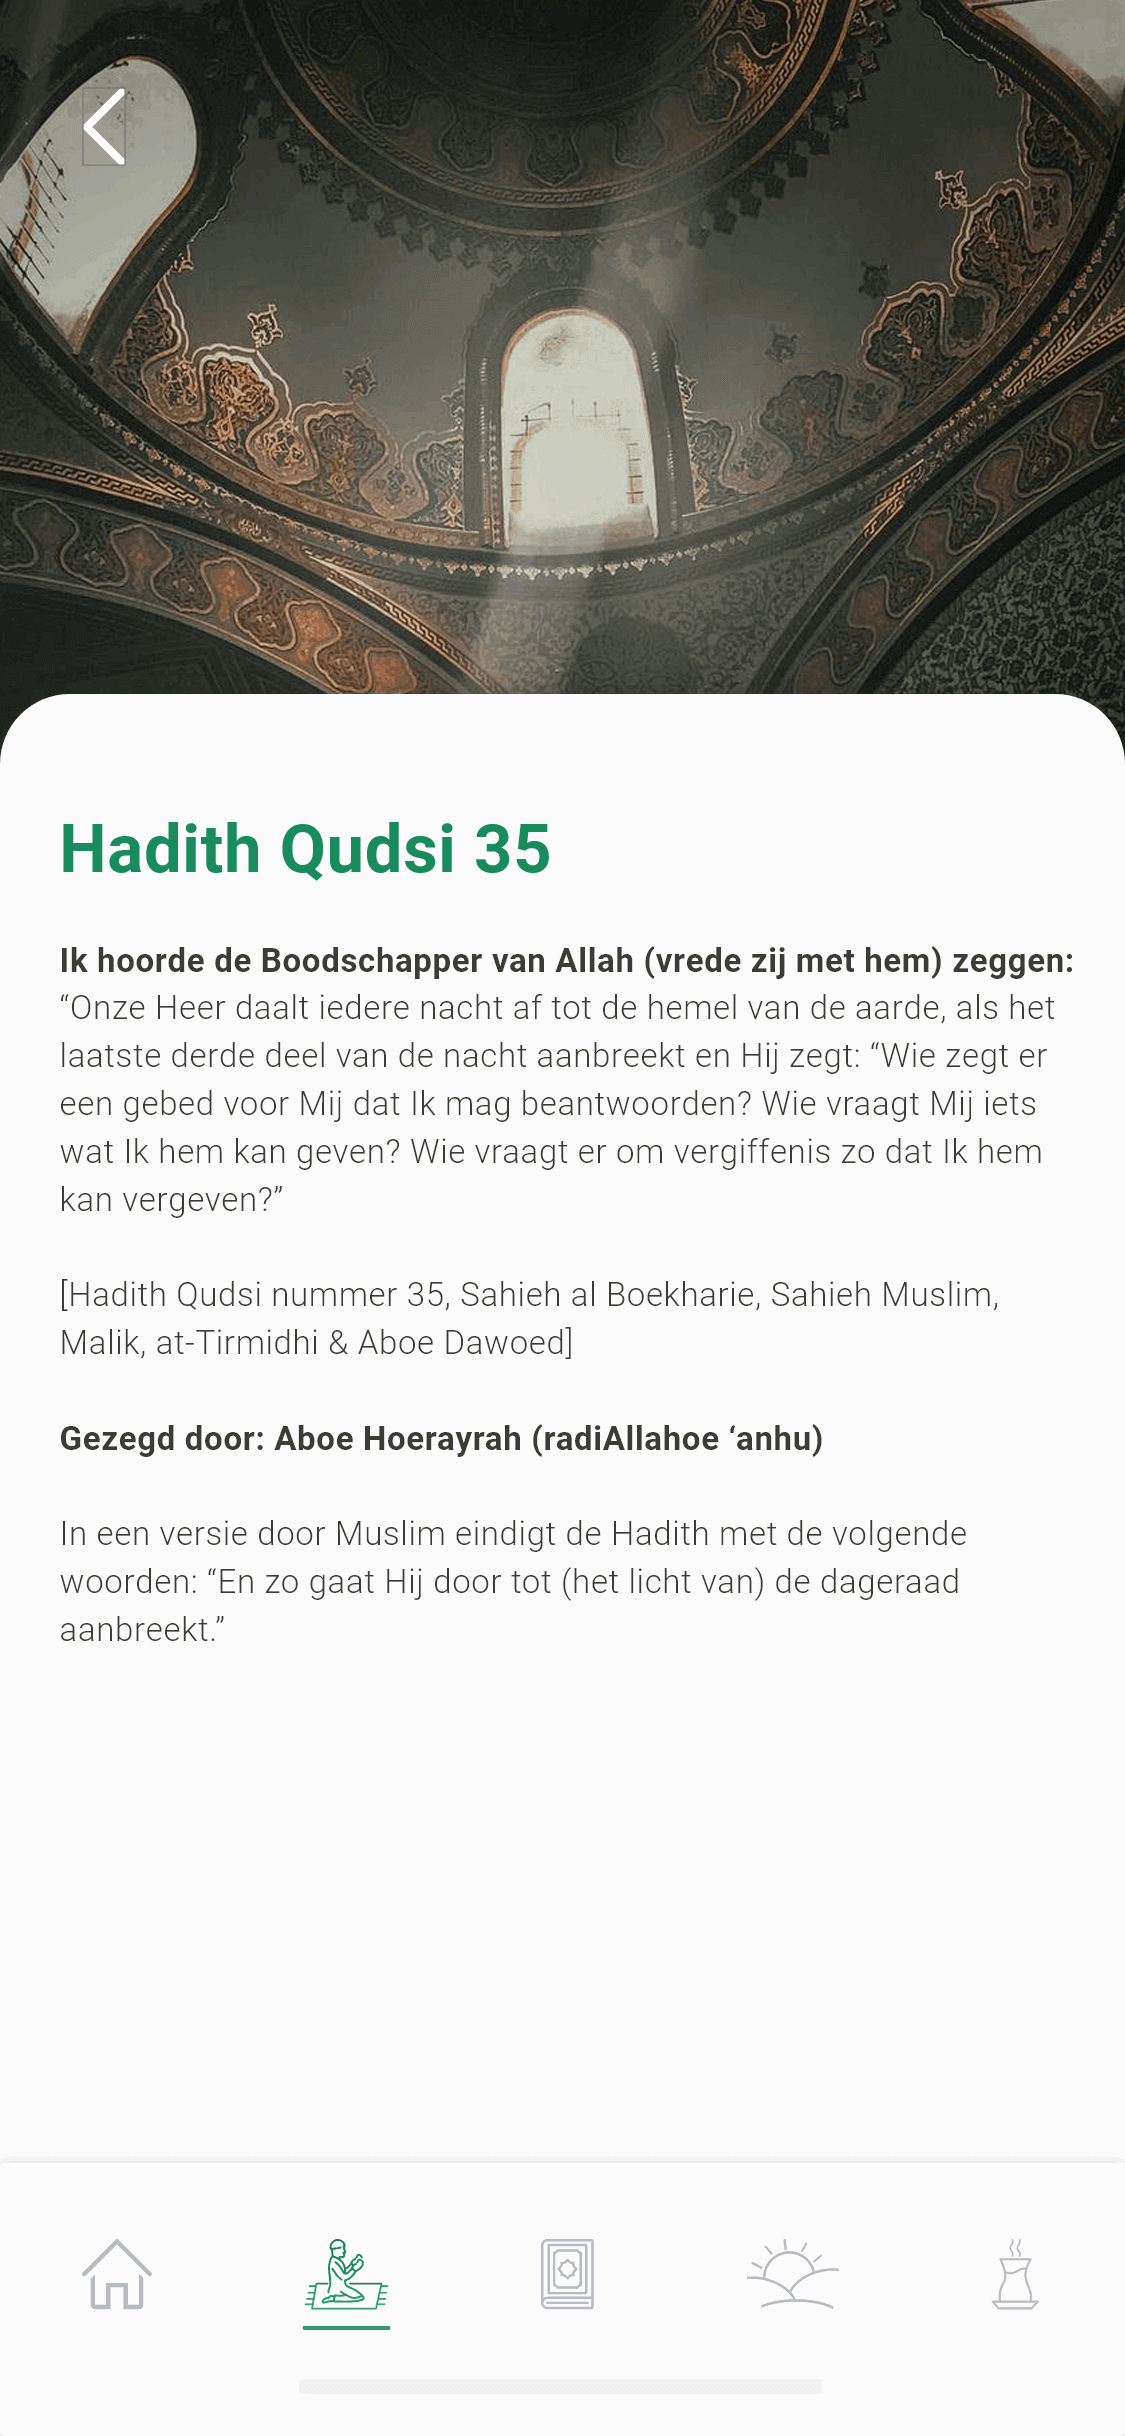 Hadith Qudsi 35
Ik hoorde de Boodschapper van Allah (vrede zij met hem) zeggen:
“Onze Heer daalt iedere nacht af tot de hemel van de aarde, als het
laatste derde deel van de nacht aanbreekt en Hij zegt: “Wie zegt er
een gebed voor Mij dat Ik mag beantwoorden? Wie vraagt Mij iets
wat Ik hem kan geven? Wie vraagt er om vergiffenis zo dat Ik hem
kan vergeven?”
[Hadith Qudsi nummer 35, Sahieh al Boekharie, Sahieh Muslim,
Malik, at-Tirmidhi & Aboe Dawoed]
Gezegd door: Aboe Hoerayrah (radiAllahoe ‘anhu)
In een versie door Muslim eindigt de Hadith met de volgende
woorden: “En zo gaat Hij door tot (het licht van) de dageraad
aanbreekt.”